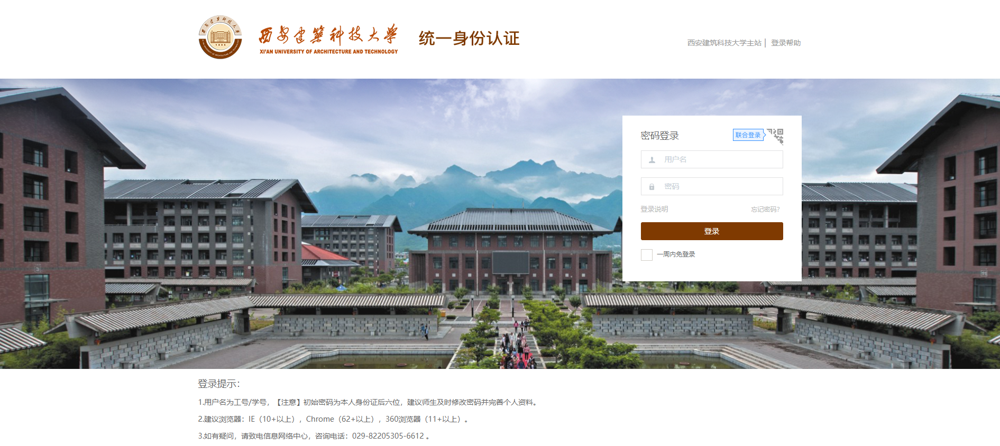 西安建筑科技大学
XI'AN UNIVERSITY OF ARCHITECTURE AND TECHNOLOGY
统一身份认证
西安建筑科技大学主站 | 登录帮助
密码登录
联合登录
用户名
密码
登录说明 忘记密码?
登录
一周内免登录
登录提示：
1.用户名为工号/学号，【注意】初始密码为本人身份证后六位，建议师生及时修改密码并完善个人资料。
2.建议浏览器：IE（10+以上），Chrome（62+以上），360浏览器（11+以上）。
3.如有疑问，请致电信息网络中心，咨询电话：029-82205305-6612 。